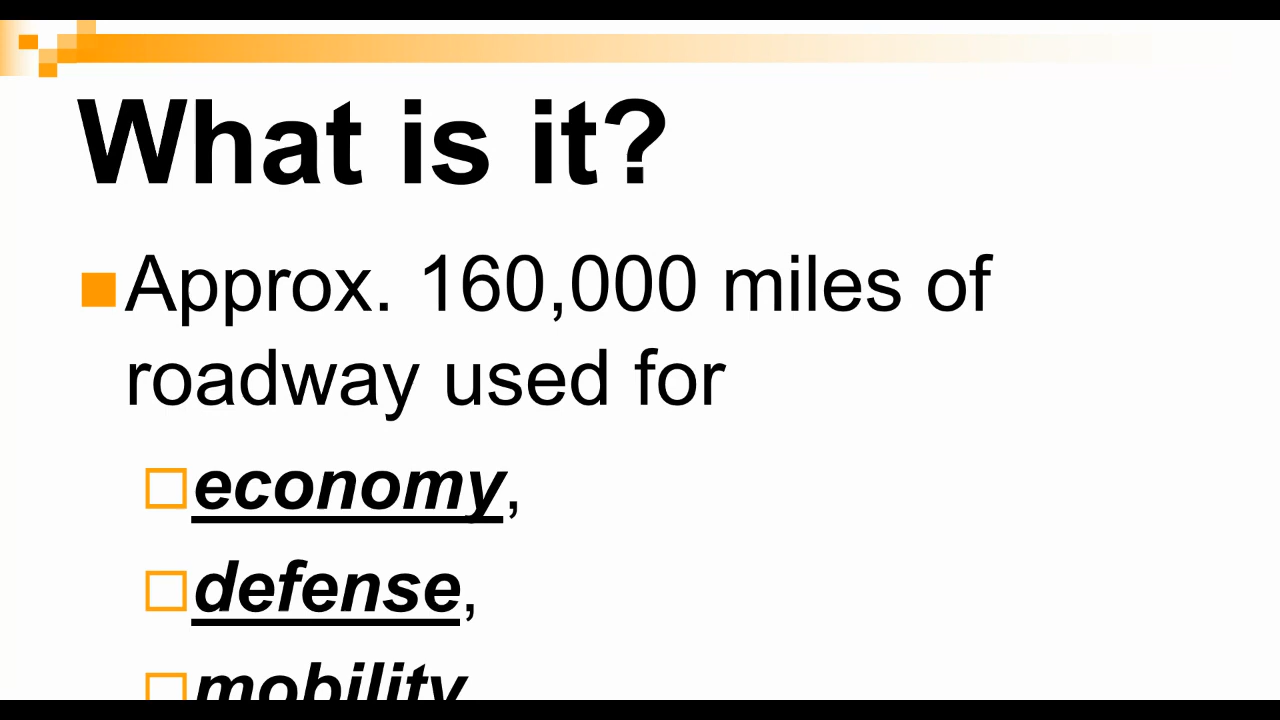 What is it?
Approx. 160,000 miles of
roadway used for
economy,
defense,
mobility